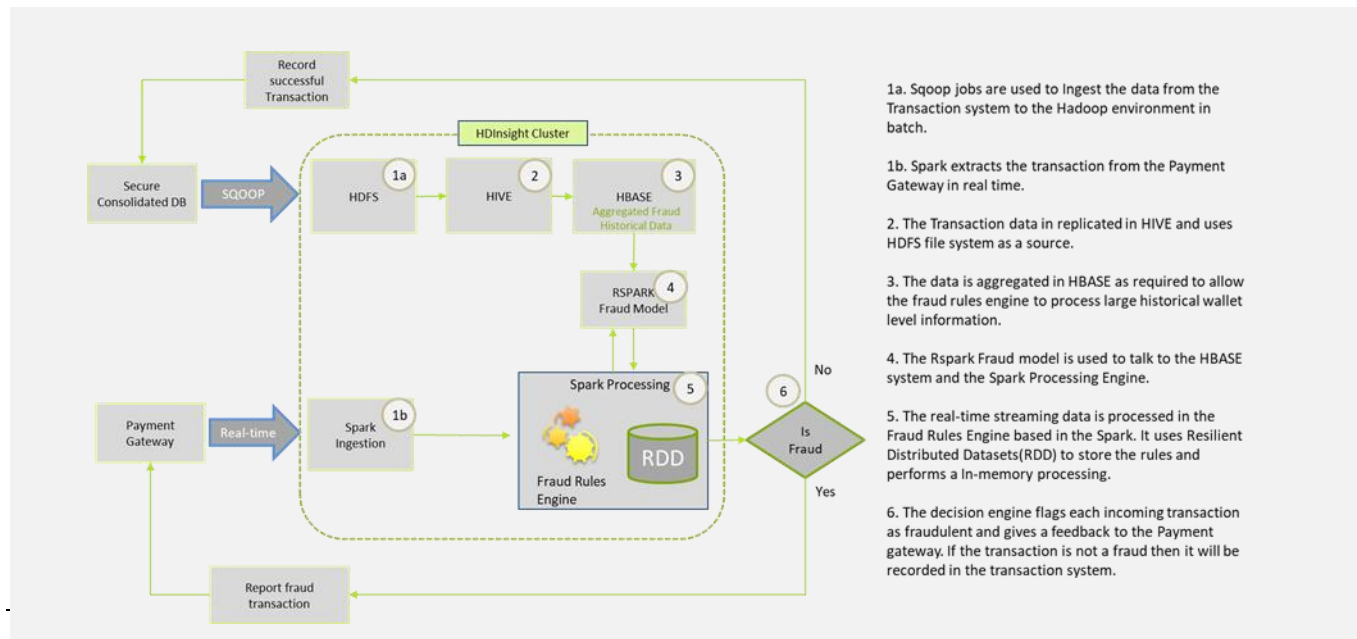 Record
successful
Transaction
HDInsight Cluster
Secure
Consolidated DB
SQOOP
HDFS
1a
HIVE
2
HBASE
Aggregated Fraud
Historical Data
3
RSPARK
Fraud Model
4
Payment
Gateway
Real-time
Spark
Ingestion
1b
Spark Processing
5
Fraud Rules
Engine
RDD
6
Is
Fraud
No
Yes
Report fraud
transaction
1a. Sqoop jobs are used to Ingest the data from the
Transaction system to the Hadoop environment in
batch.
1b. Spark extracts the transaction from the Payment
Gateway in real time.
2. The Transaction data in replicated in HIVE and uses
HDFS file system as a source.
3. The data is aggregated in HBASE as required to allow
the fraud rules engine to process large historical wallet
level information.
4. The Rspark Fraud model is used to talk to the HBASE
system and the Spark Processing Engine.
5. The real-time streaming data is processed in the
Fraud Rules Engine based in the Spark. It uses Resilient
Distributed Datasets(RDD) to store the rules and
performs a In-memory processing.
6. The decision engine flags each incoming transaction
as fraudulent and gives a feedback to the Payment
gateway. If the transaction is not a fraud then it will be
recorded in the transaction system.